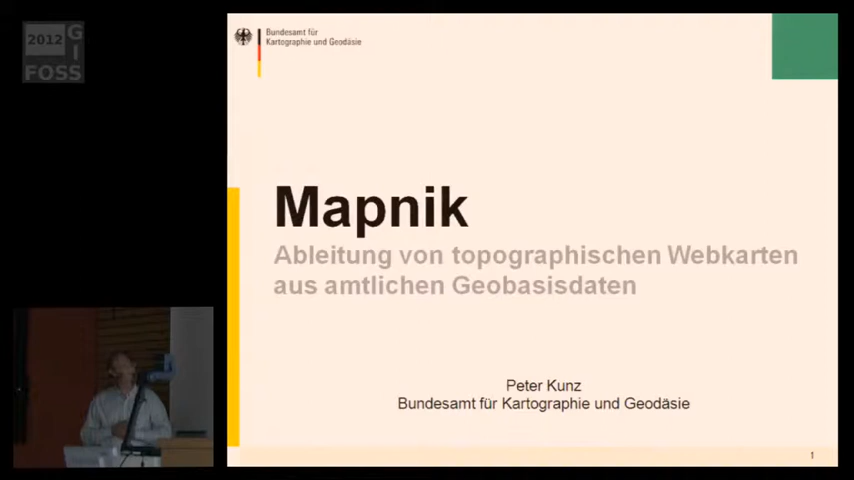 2012 GI
FOSS
Bundesamt für
Kartographie und Geodäsie
Mapnik
Ableitung von topographischen Webkarten
aus amtlichen Geobasisdaten
Peter Kunz
Bundesamt für Kartographie und Geodäsie
1